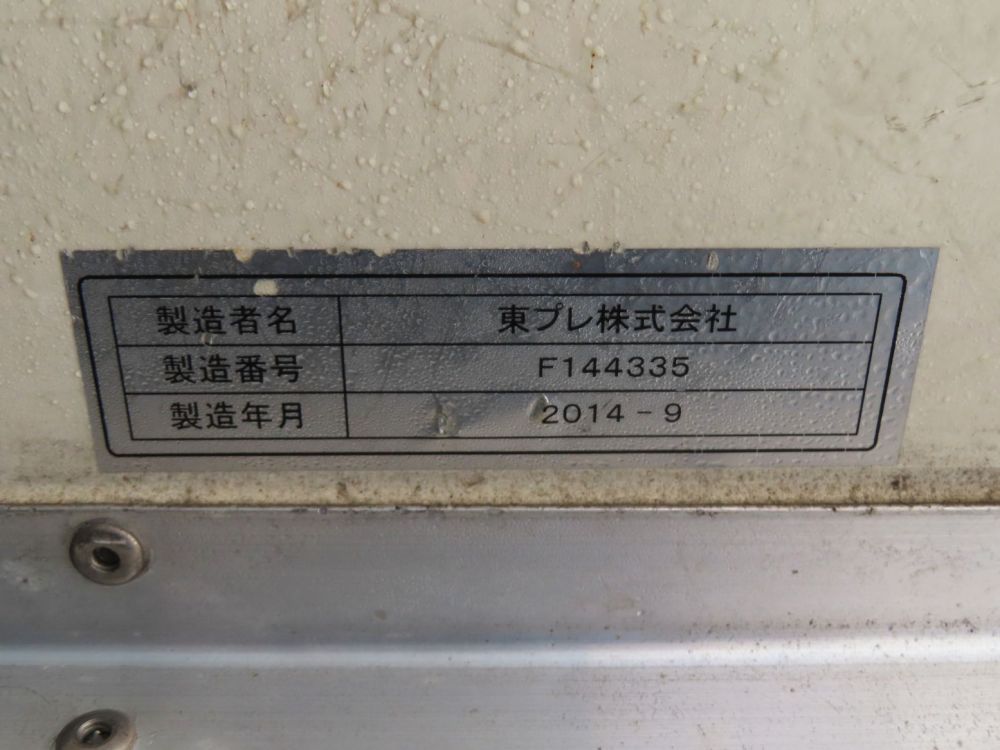 製造者名 東プレ株式会社
製造番号 F144335
製造年月 2014-9